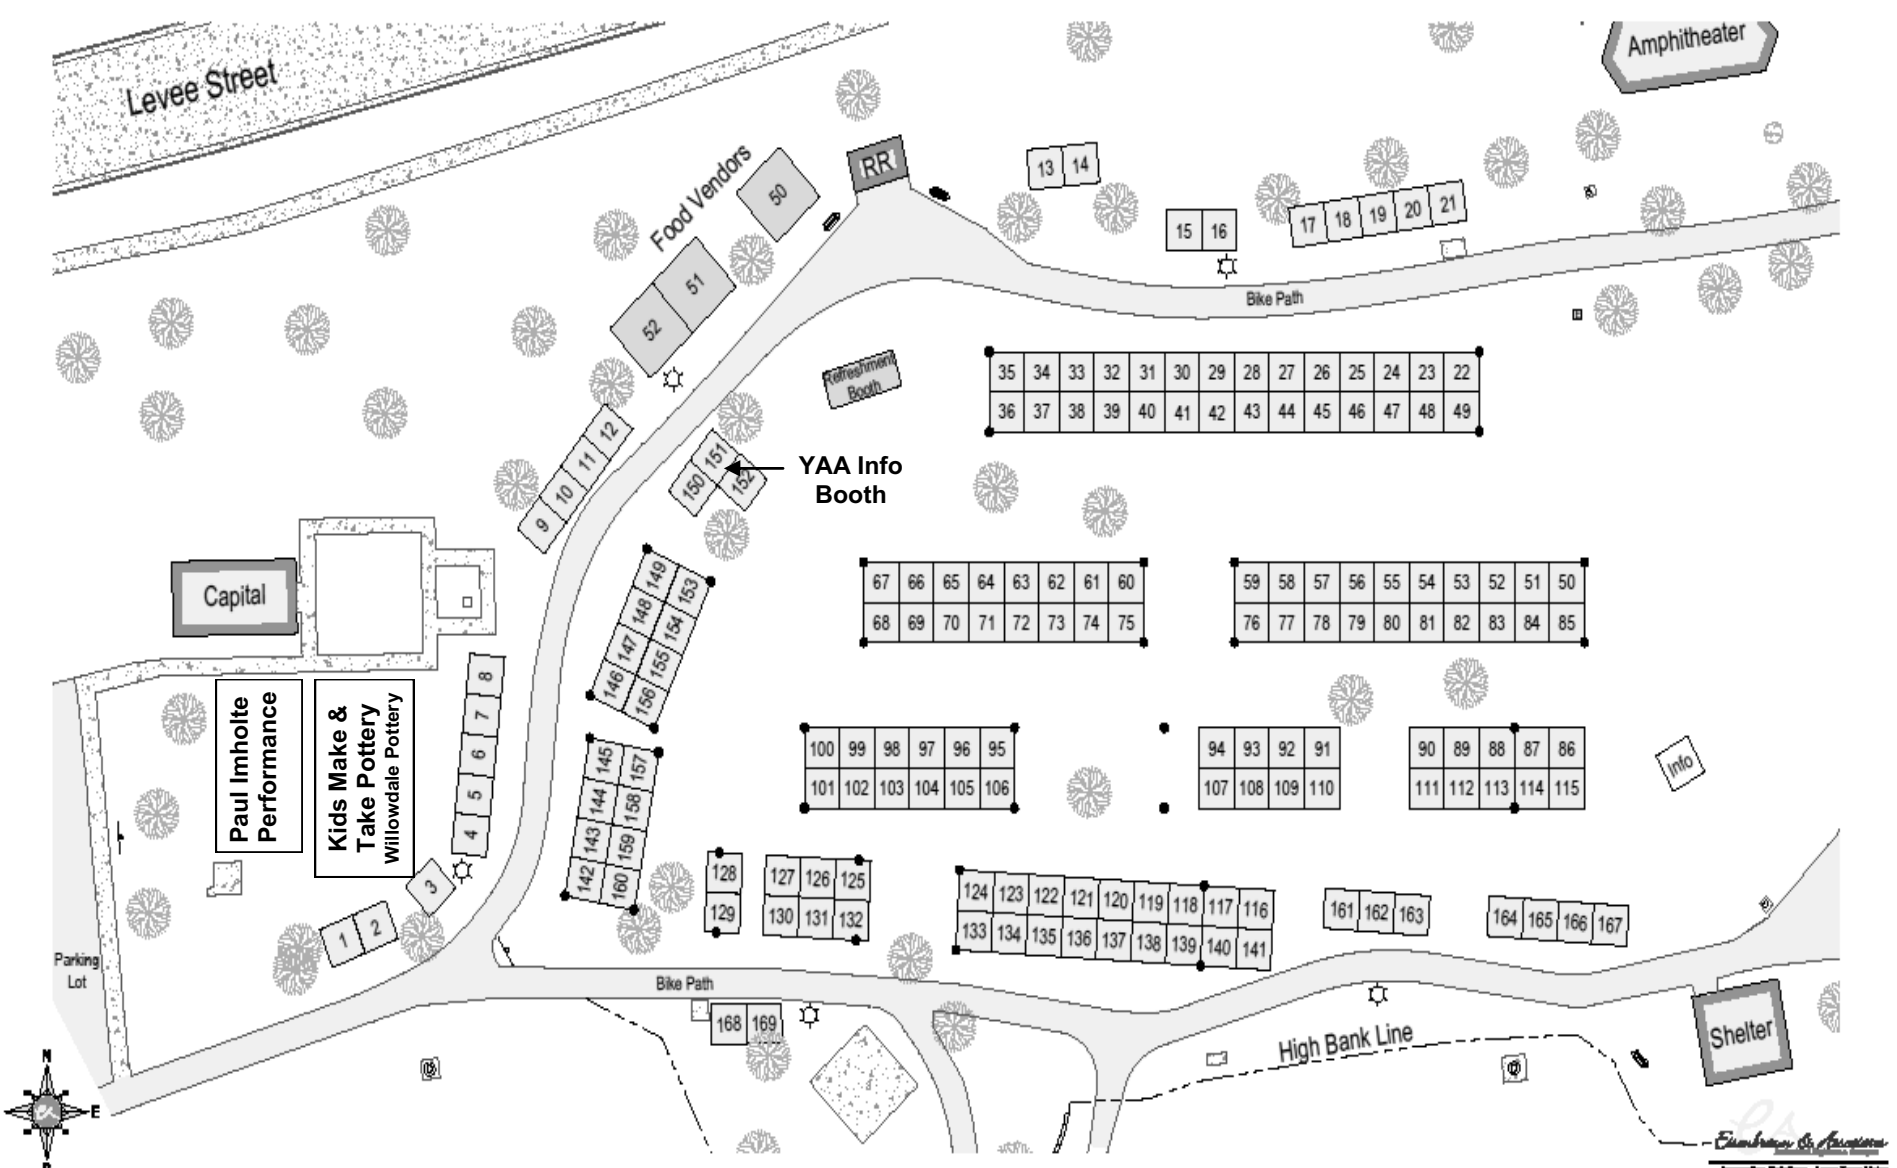 Levee Street
Amphitheater
RR
Food Vendors
50
51
52
13 14
15 16
17 18 19 20 21
Bike Path
Refreshment
Booth
35 34 33 32 31 30 29 28 27 26 25 24 23 22
36 37 38 39 40 41 42 43 44 45 46 47 48 49
9 10 11 12
150 151
152
YAA Info
Booth
Capital
149 153
148 154
147 155
146 156
67 66 65 64 63 62 61 60
68 69 70 71 72 73 74 75
59 58 57 56 55 54 53 52 51 50
76 77 78 79 80 81 82 83 84 85
Paul Imholte
Performance
Kids Make &
Take Pottery
Willowdale Pottery
8
7
6
5
4
3
1 2
145 157
144 158
143 159
142 160
100 99 98 97 96 95
101 102 103 104 105 106
94 93 92 91
107 108 109 110
90 89 88 87 86
111 112 113 114 115
Info
128
129
127 126 125
130 131 132
124 123 122 121 120 119 118 117 116
133 134 135 136 137 138 139 140 141
161 162 163
164 165 166 167
Parking
Lot
Bike Path
168 169
High Bank Line
Shelter
N
E